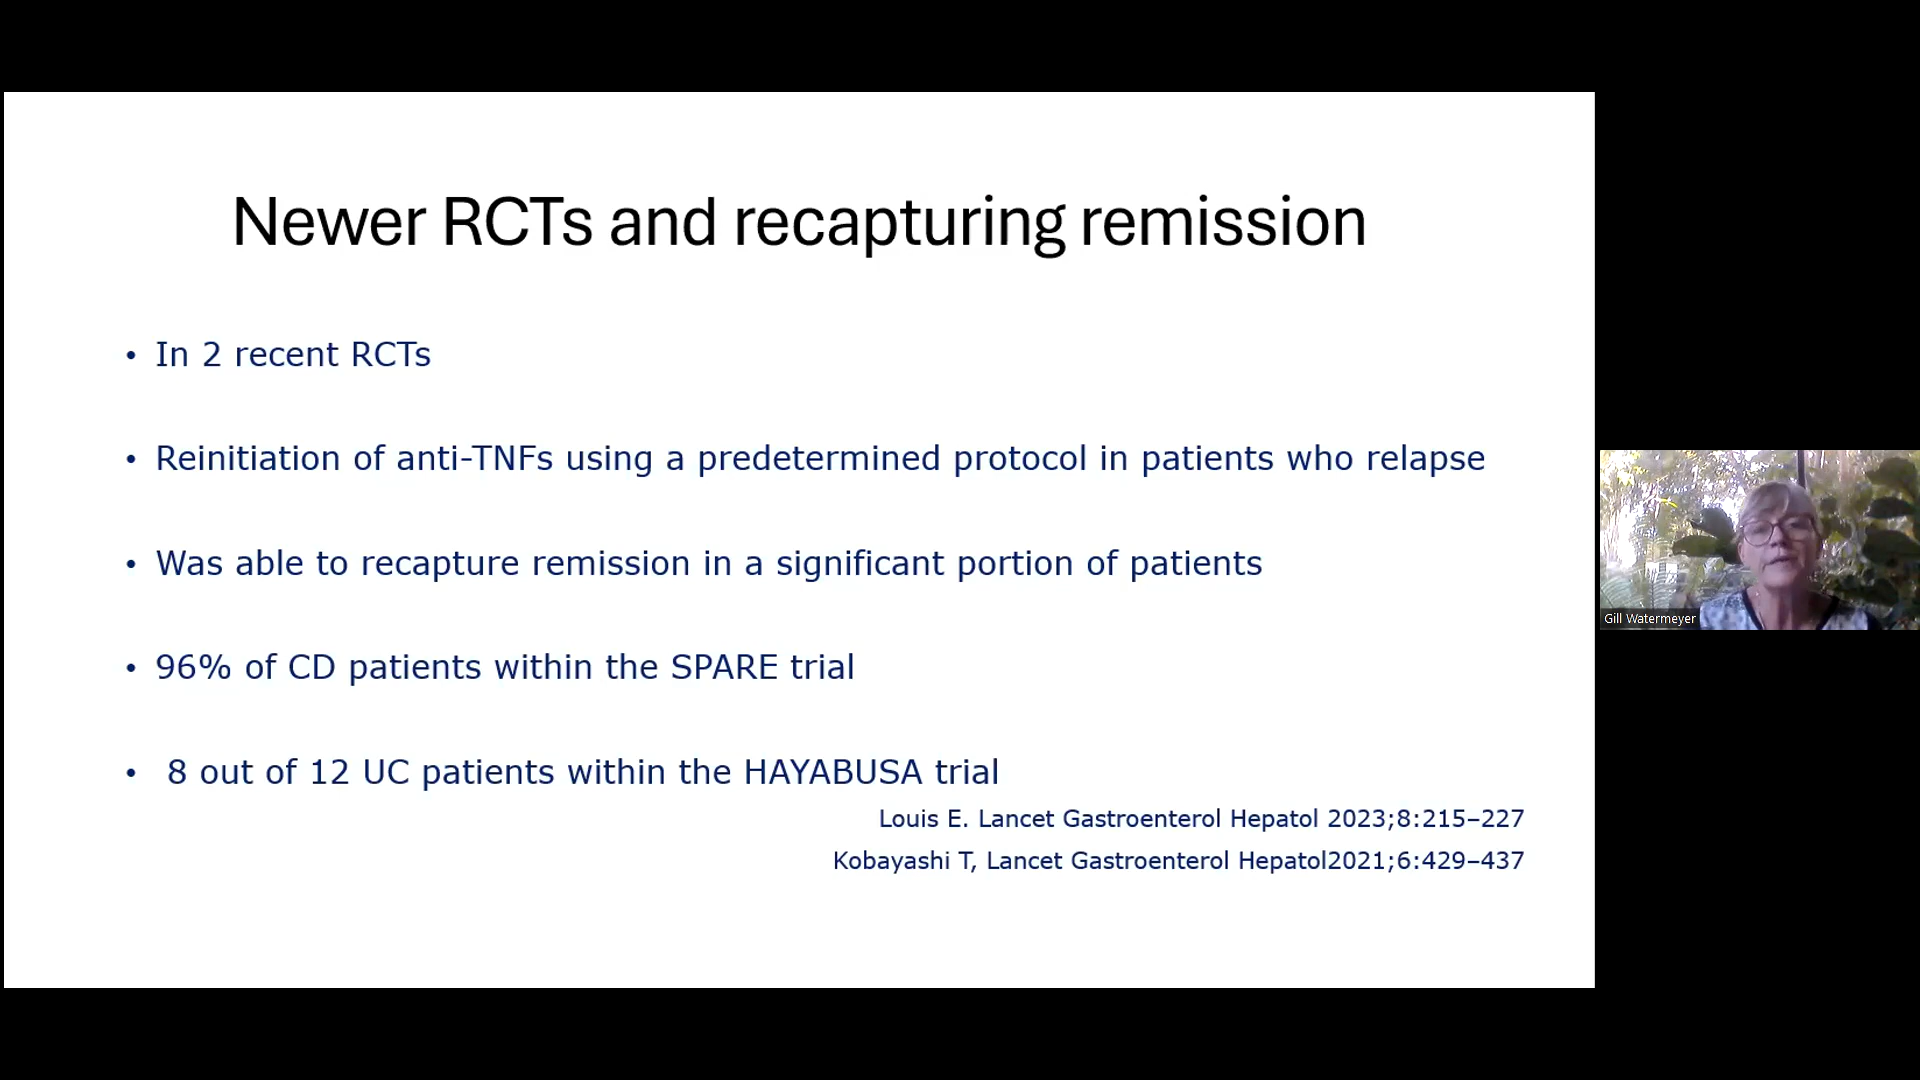 Newer RCTs and recapturing remission
• In 2 recent RCTs
• Reinitiation of anti-TNFs using a predetermined protocol in patients who relapse
• Was able to recapture remission in a significant portion of patients
• 96% of CD patients within the SPARE trial
• 8 out of 12 UC patients within the HAYABUSA trial
Louis E. Lancet Gastroenterol Hepatol 2023;8:215–227
Kobayashi T, Lancet Gastroenterol Hepatol2021;6:429–437
Gill Watermeyer